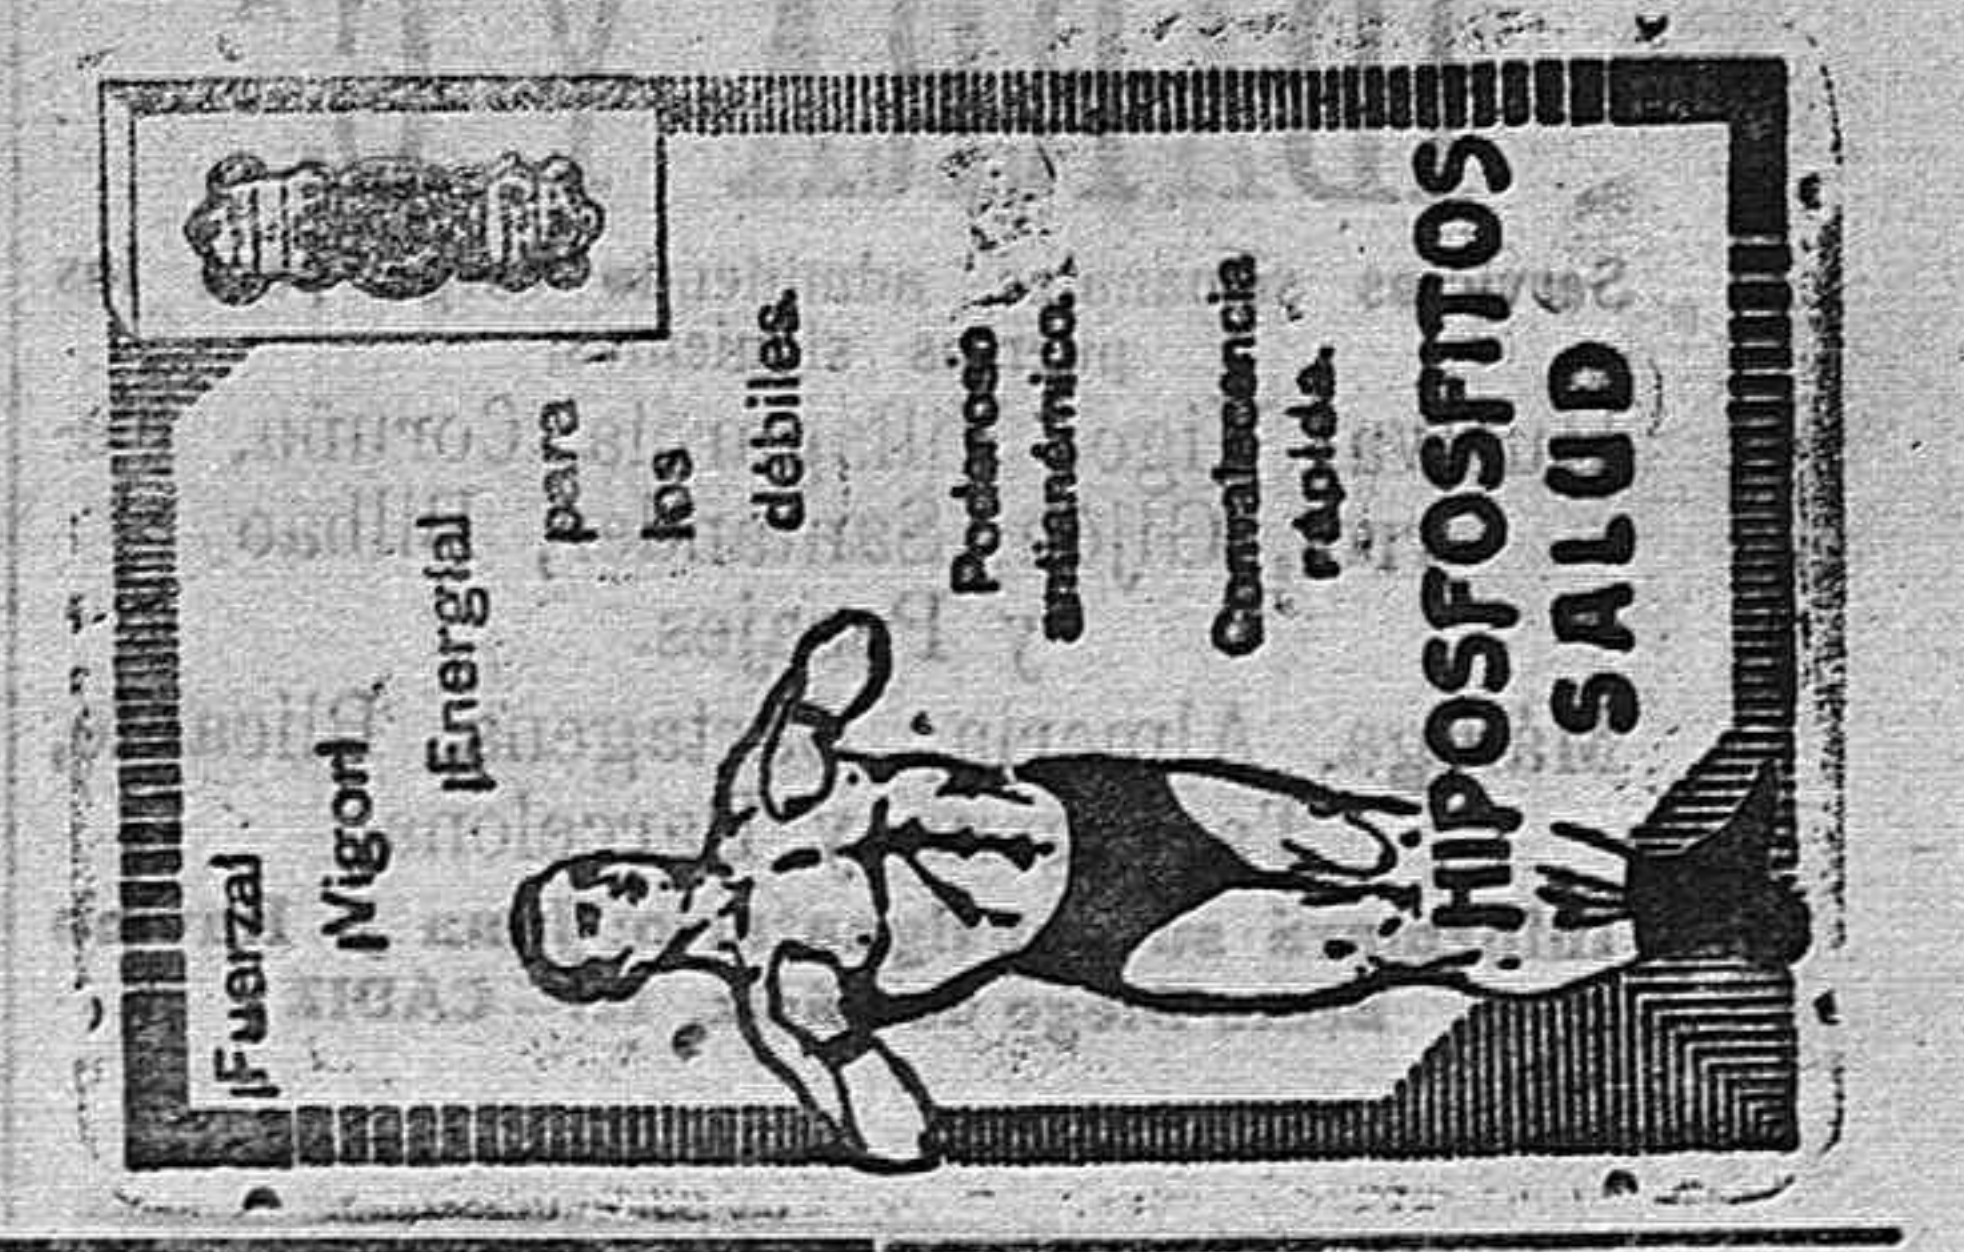 ¡Fuerza!
¡Vigor!
¡Energía!
para
los
débiles.
Poderoso
antianémico.
Convalecencia
rápida.
HIPOSFOSFITOS
SALUD